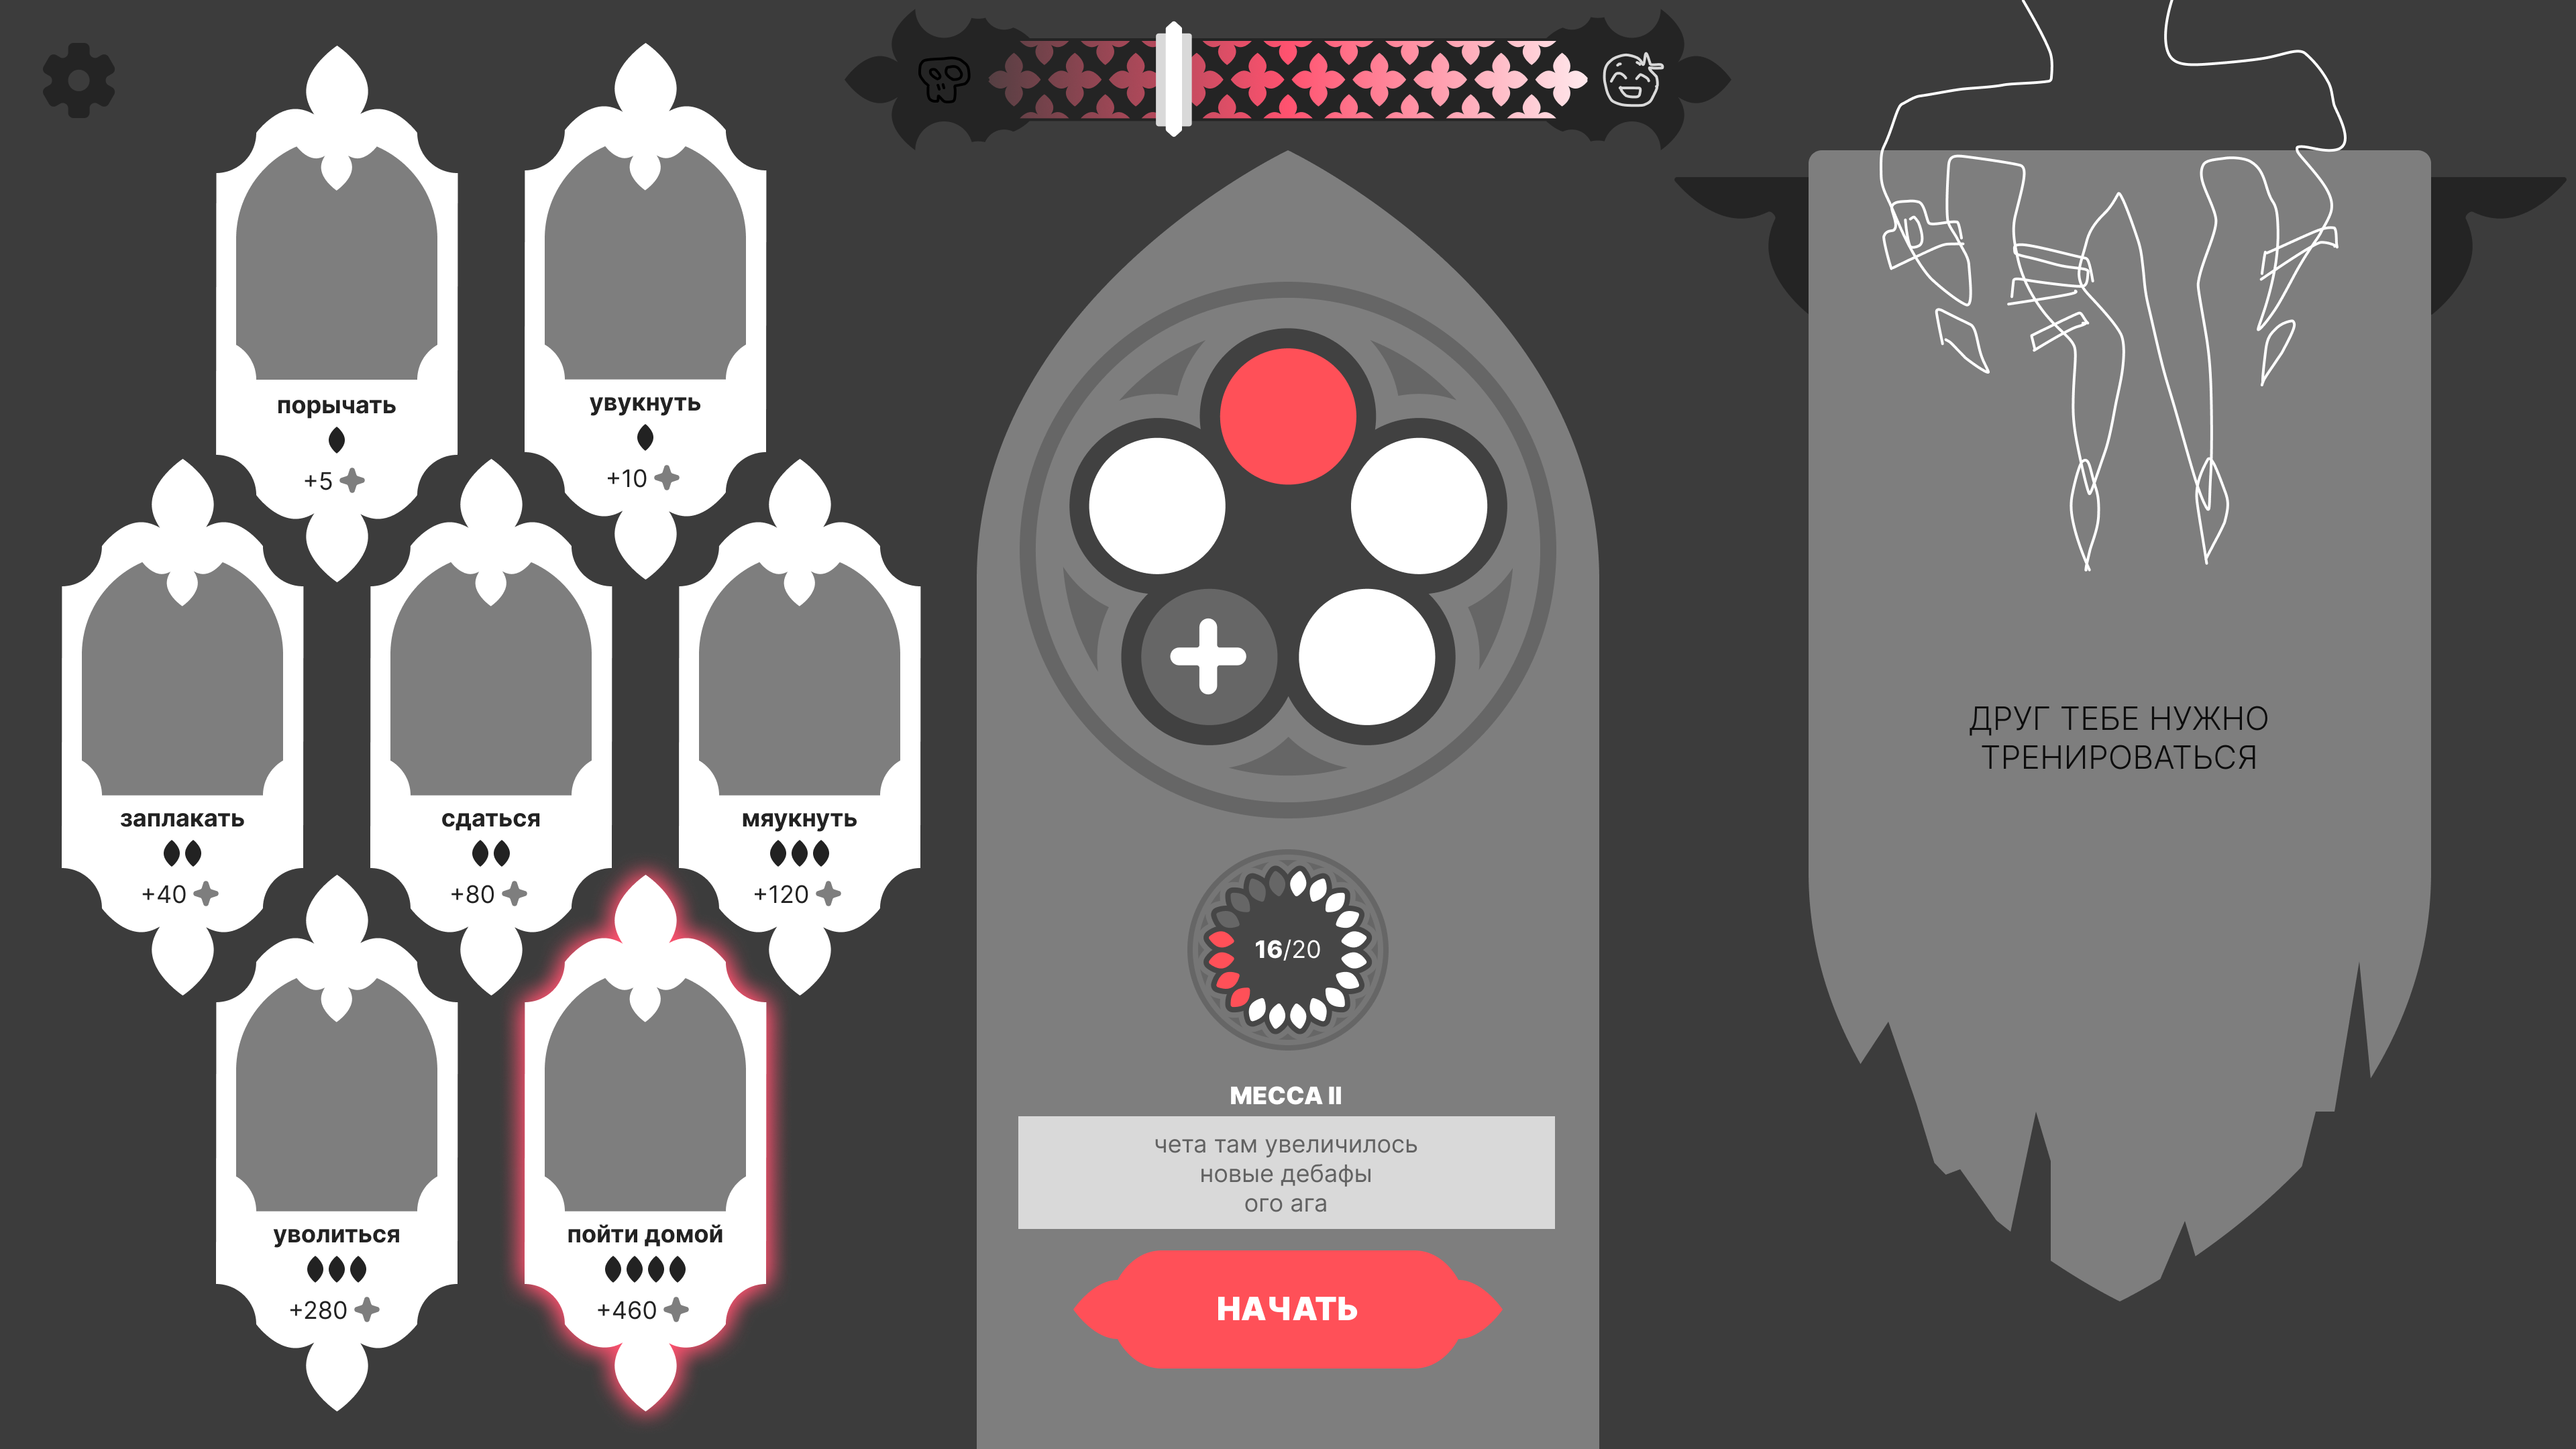 порычать
+5
увукнуть
+10
заплакать
+40
сдаться
+80
мяукнуть
+120
уволиться
+280
пойти домой
+460
16/20
МЕССА II
чета там увеличилось
новые дебафы
ого ага
НАЧАТЬ
ДРУГ ТЕБЕ НУЖНО
ТРЕНИРОВАТЬСЯ